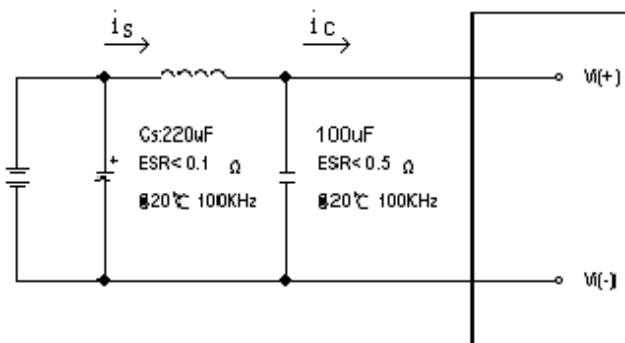 is
ic
Vi(+)
Cs:220uF
ESR< 0.1 Ω
@20℃ 100KHz
+
100uF
ESR< 0.5 Ω
@20℃ 100KHz
Vi(-)